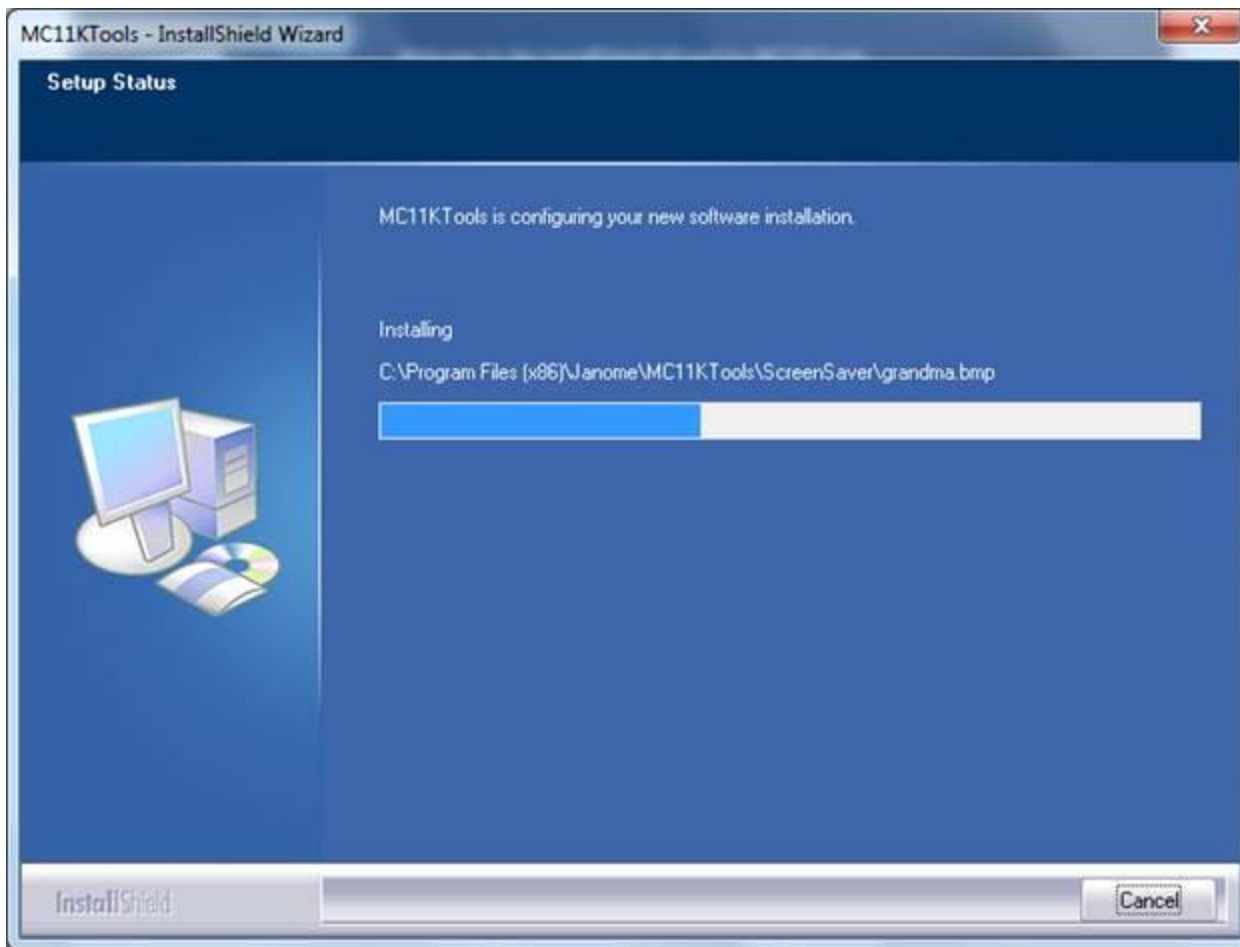 MC11KTools - InstallShield Wizard
Setup Status
MC11KTools is configuring your new software installation.
Installing
C:\Program Files (x86)\Janome\MC11KTools\ScreenSaver\grandma.bmp
InstallShield
Cancel